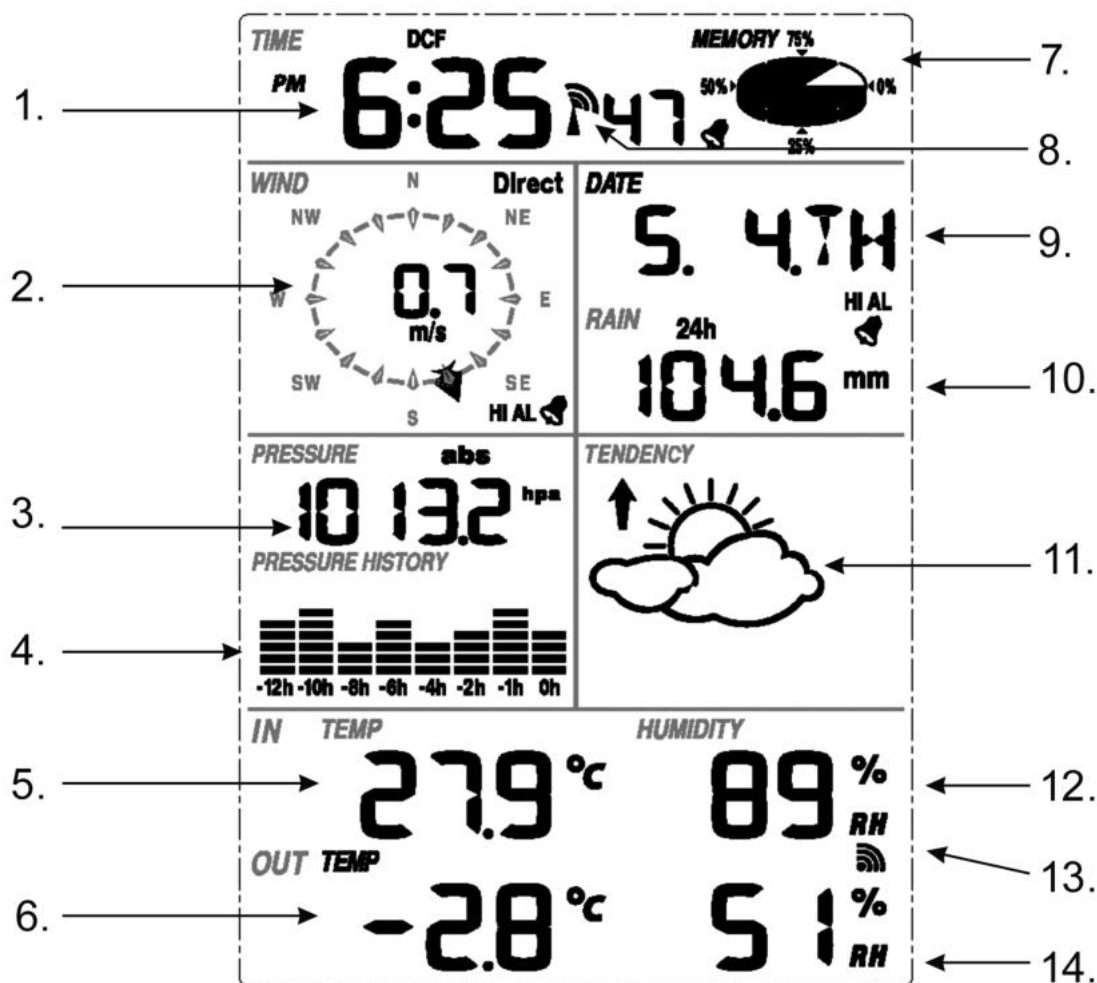 TIME DCF MEMORY 75%
PM 6:25 47 50% 0%
25%
1.
7.
8.
WIND N Direct
NW NE
W 0.7 E
m/s
SW SE
S HI AL
2.
DATE
5. 4.TH
9.
RAIN 24h HI AL
104.6 mm
10.
PRESSURE abs
1013.2 hpa
3.
PRESSURE HISTORY
-12h -10h -8h -6h -4h -2h -1h 0h
4.
TENDENCY
11.
IN TEMP HUMIDITY
5. 27.9 °C 89 % RH 12.
13.
OUT TEMP
6. -2.8 °C 51 % RH 14.